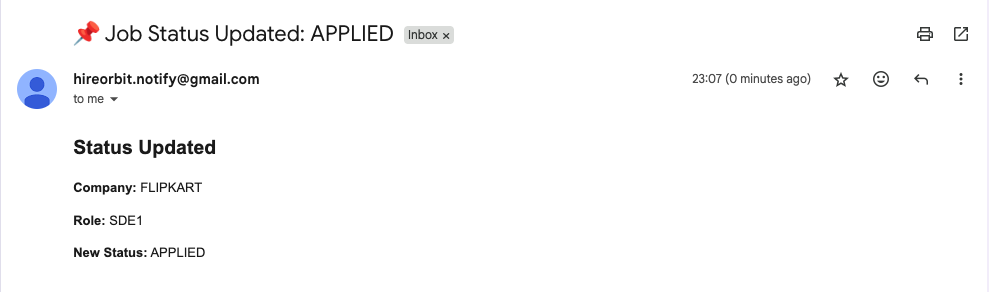 📌 Job Status Updated: APPLIED Inbox ×
hireorbit.notify@gmail.com 23:07 (0 minutes ago)
to me
Status Updated
Company: FLIPKART
Role: SDE1
New Status: APPLIED